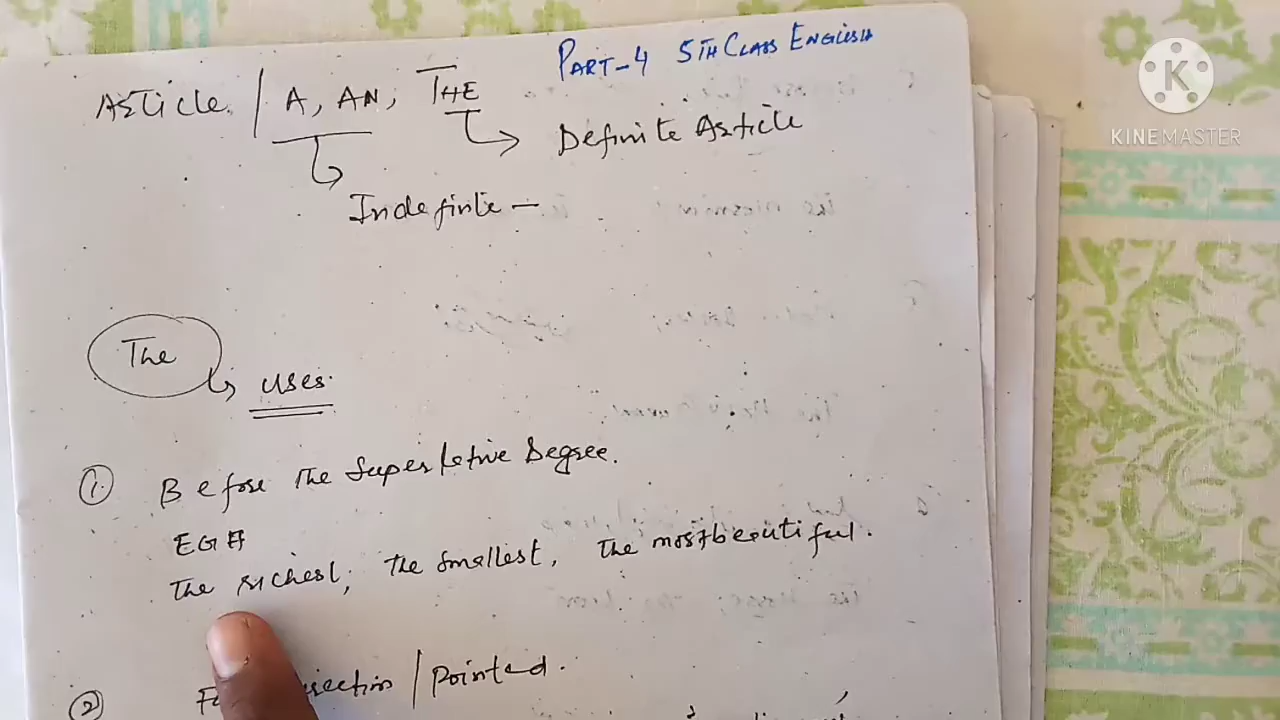 PART-4 5TH CLASS ENGLISH
Article / A, AN, THE
Definite Article
Indefinite —
The
uses.
① Before The Superlative Degree.
EG
The richest, The Smallest, The most beautiful.
② / Pointed.
K
KINEMASTER